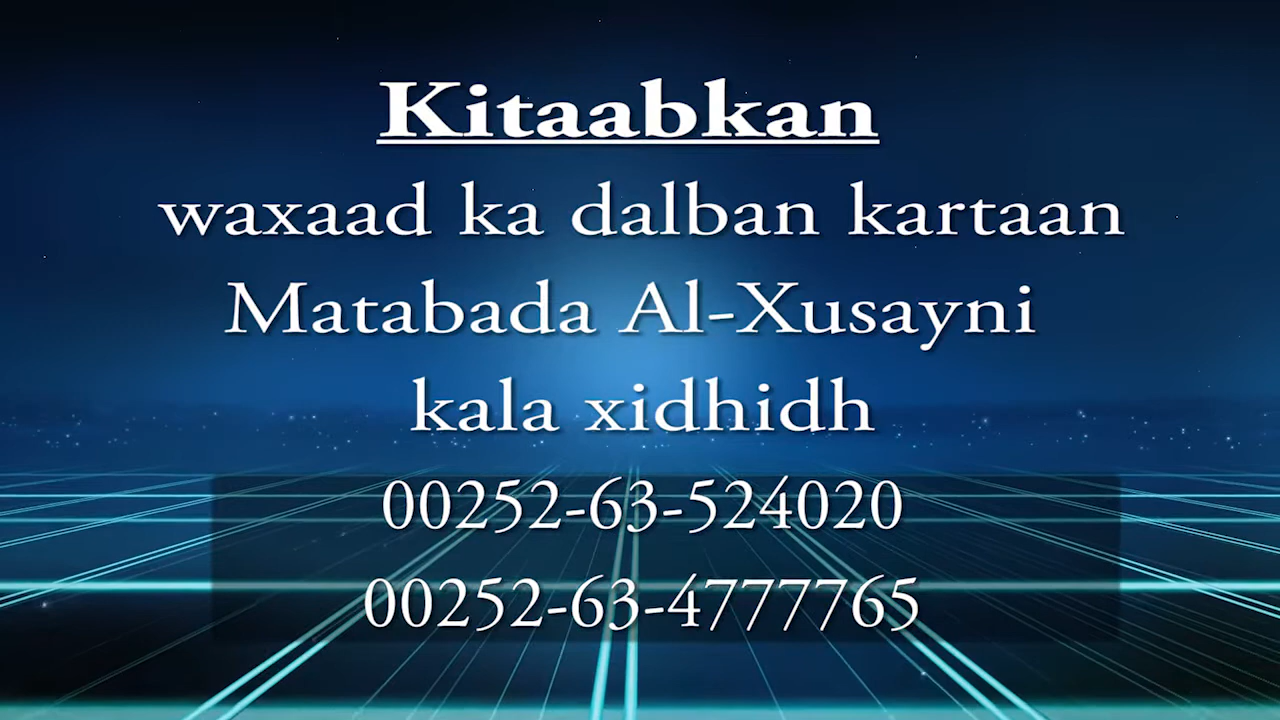 Kitaabkan
waxaad ka dalban kartaan
Matabada Al-Xusayni
kala xidhidh
00252-63-524020
00252-63-4777765